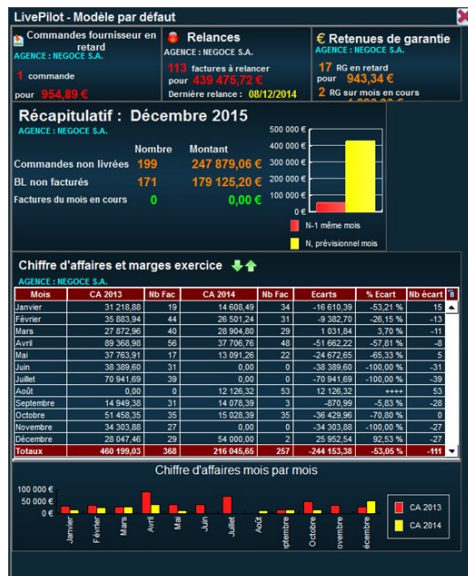 LivePilot - Modèle par défaut
Commandes fournisseur en retard
AGENCE : NEGOCE S.A.
1 commande
pour 954,89 €
Relances
AGENCE : NEGOCE S.A.
113 factures à relancer
pour 439 475,72 €
Dernière relance : 08/12/2014
€ Retenues de garantie
AGENCE : NEGOCE S.A.
17 RG en retard
pour 943,34 €
2 RG sur mois en cours
Récapitulatif : Décembre 2015
AGENCE : NEGOCE S.A.
Nombre Montant
Commandes non livrées 199 247 879,06 €
BL non facturés 171 179 125,20 €
Factures du mois en cours 0 0,00 €
500 000 €
400 000 €
300 000 €
200 000 €
100 000 €
0 €
N-1 même mois
N, prévisionnel mois
Chiffre d'affaires et marges exercice
AGENCE : NEGOCE S.A.
Mois CA 2013 Nb Fac CA 2014 Nb Fac Ecarts % Ecart Nb écart
Janvier 31 218,88 19 14 608,49 34 -16 610,39 -53,21 % 15
Février 35 883,94 44 26 501,24 31 -9 382,70 -26,15 % -13
Mars 27 872,96 40 28 904,80 29 1 031,84 3,70 % -11
Avril 89 368,98 56 37 706,76 48 -51 662,22 -57,81 % -8
Mai 37 763,91 17 13 091,26 22 -24 672,65 -65,33 % 5
Juin 38 389,60 31 0,00 0 -38 389,60 -100,00 % -31
Juillet 70 941,69 39 0,00 0 -70 941,69 -100,00 % -39
Août 0,00 0 12 126,32 53 12 126,32 ++++ 53
Septembre 14 949,38 31 14 078,39 3 -870,99 -5,83 % -28
Octobre 51 458,35 35 15 028,39 35 -36 429,96 -70,80 % 0
Novembre 34 303,88 27 0,00 0 -34 303,88 -100,00 % -27
Décembre 28 047,46 29 54 000,00 2 25 952,54 92,53 % -27
Totaux 460 199,03 368 216 045,65 257 -244 153,38 -53,05 % -111
Chiffre d'affaires mois par mois
100 000 €
50 000 €
0 €
Janvier
Février
Mars
Avril
Mai
Juin
Juillet
Août
eptembre
Octobre
ovembre
écembre
CA 2013
CA 2014